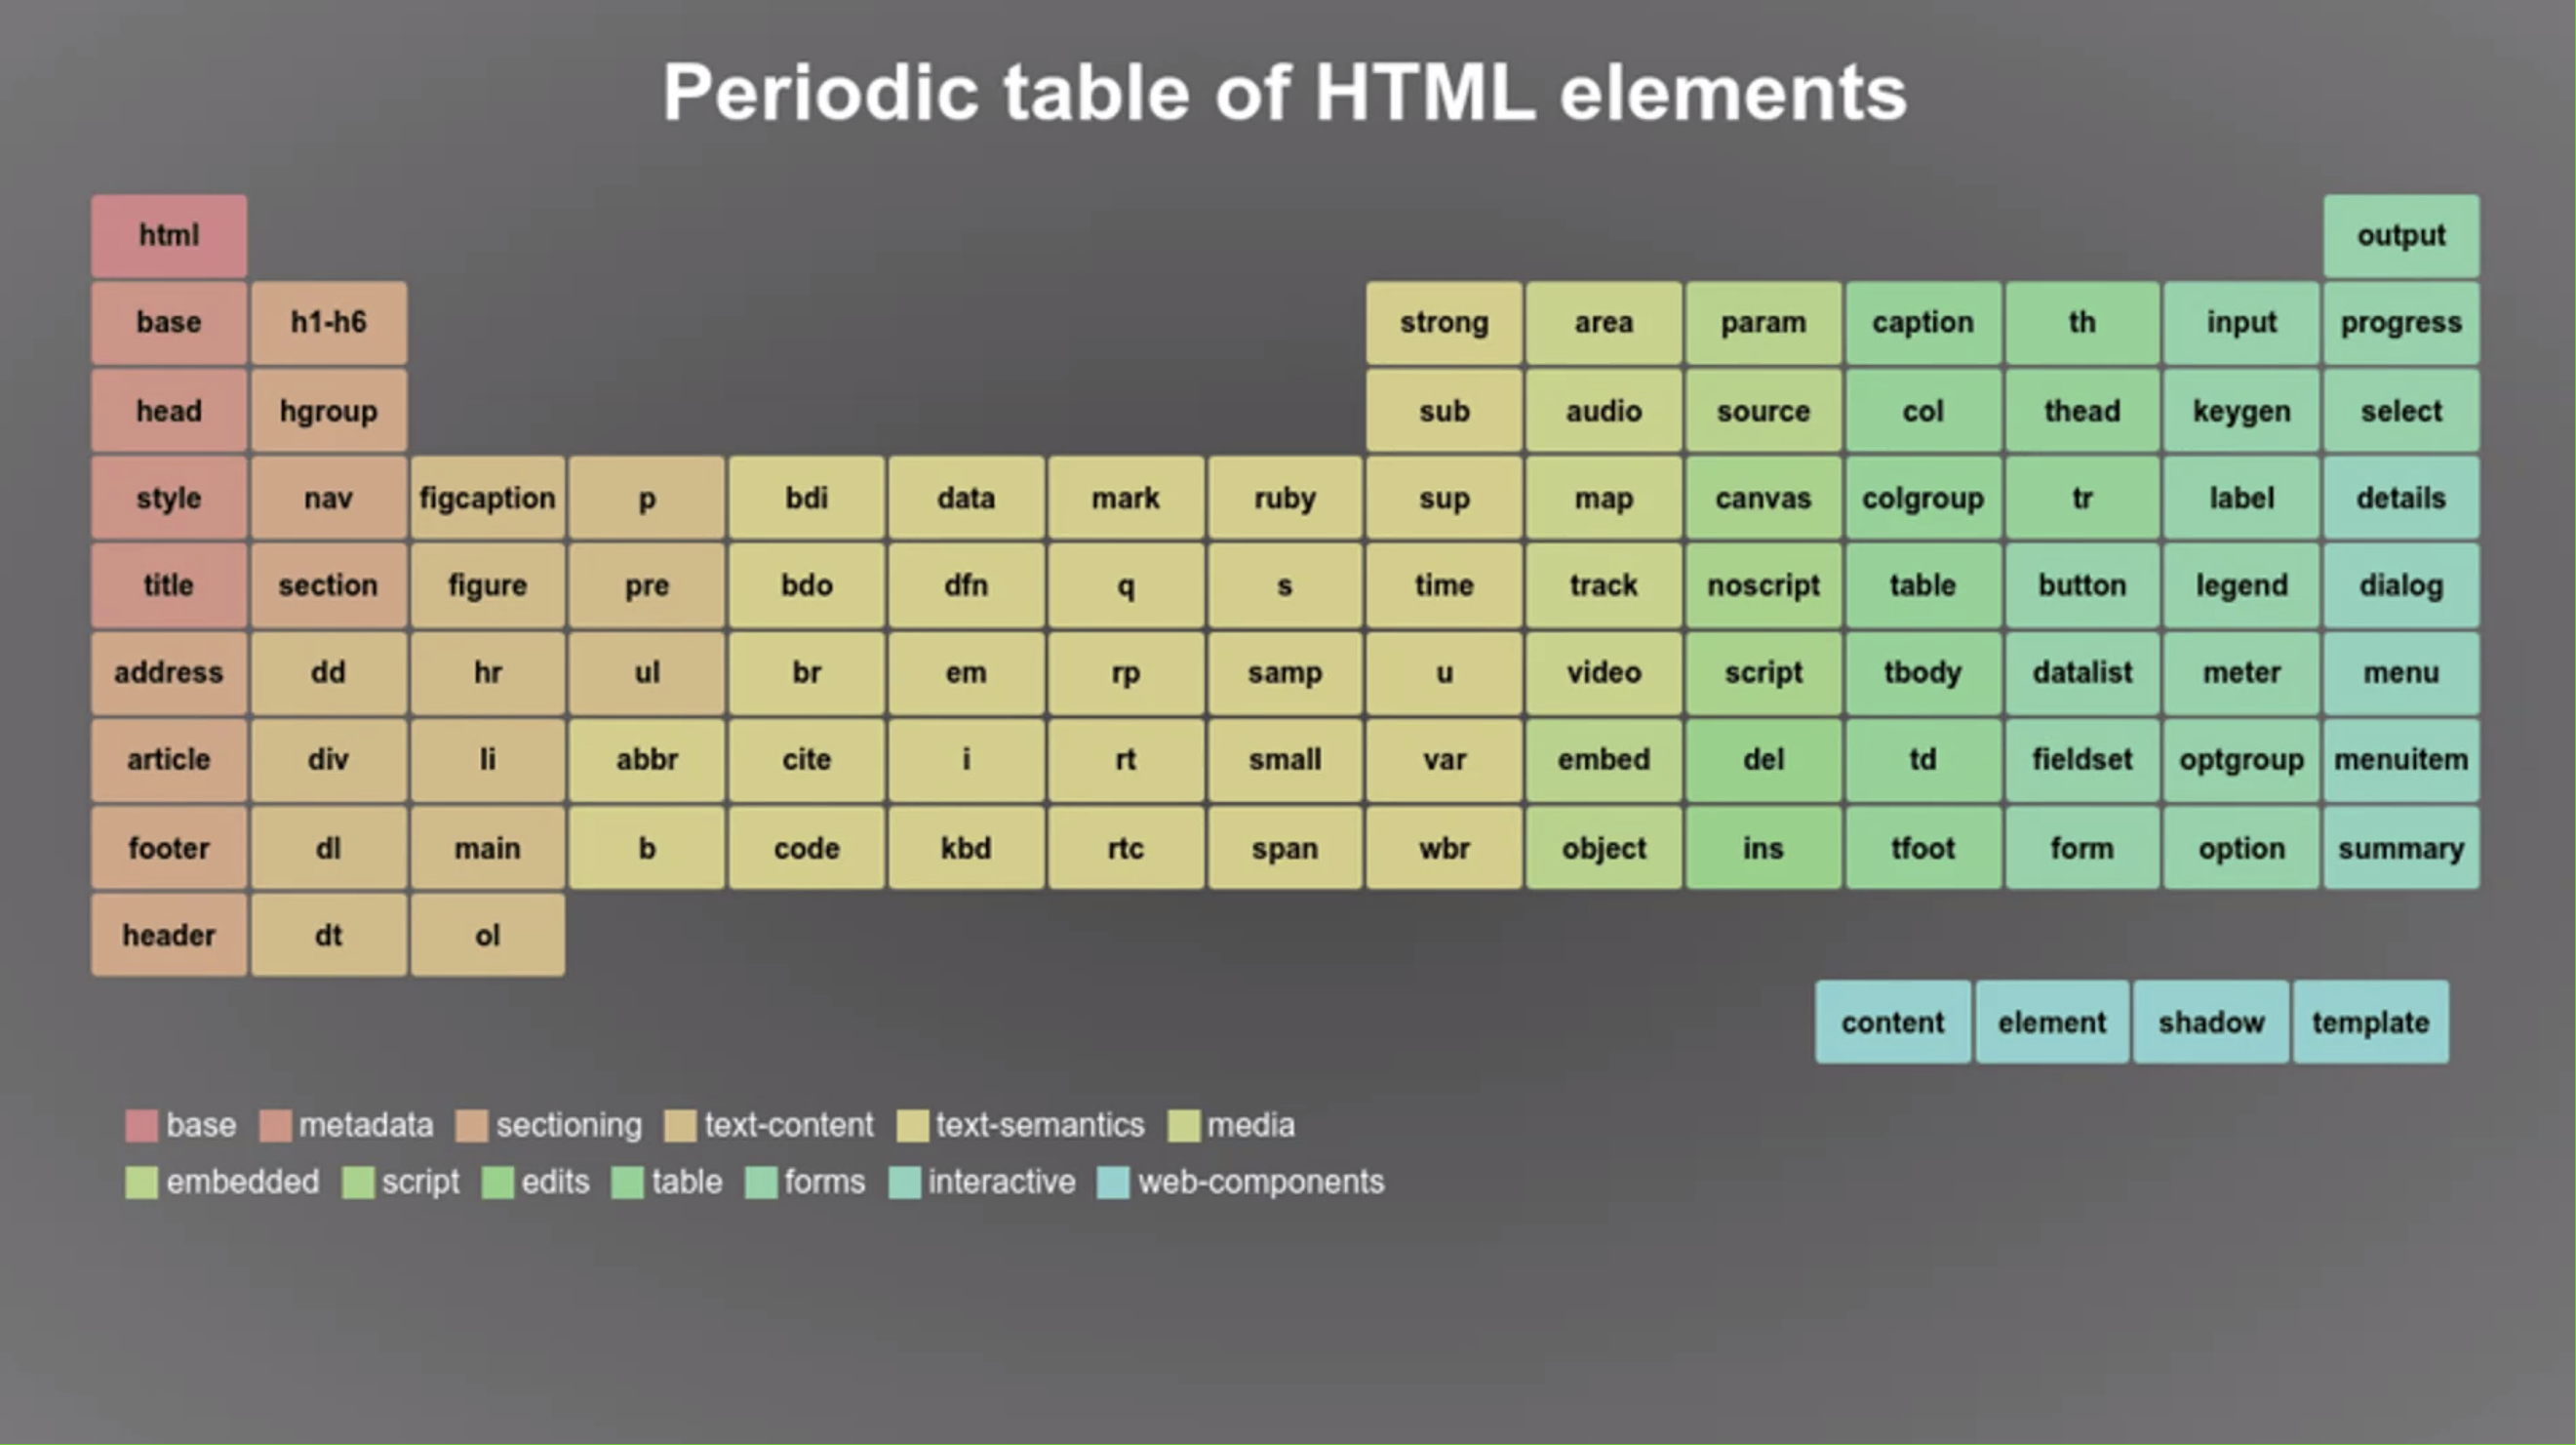 Periodic table of HTML elements
html output
base h1-h6 strong area param caption th input progress
head hgroup sub audio source col thead keygen select
style nav figcaption p bdi data mark ruby sup map canvas colgroup tr label details
title section figure pre bdo dfn q s time track noscript table button legend dialog
address dd hr ul br em rp samp u video script tbody datalist meter menu
article div li abbr cite i rt small var embed del td fieldset optgroup menuitem
footer dl main b code kbd rtc span wbr object ins tfoot form option summary
header dt ol
content element shadow template
base metadata sectioning text-content text-semantics media
embedded script edits table forms interactive web-components